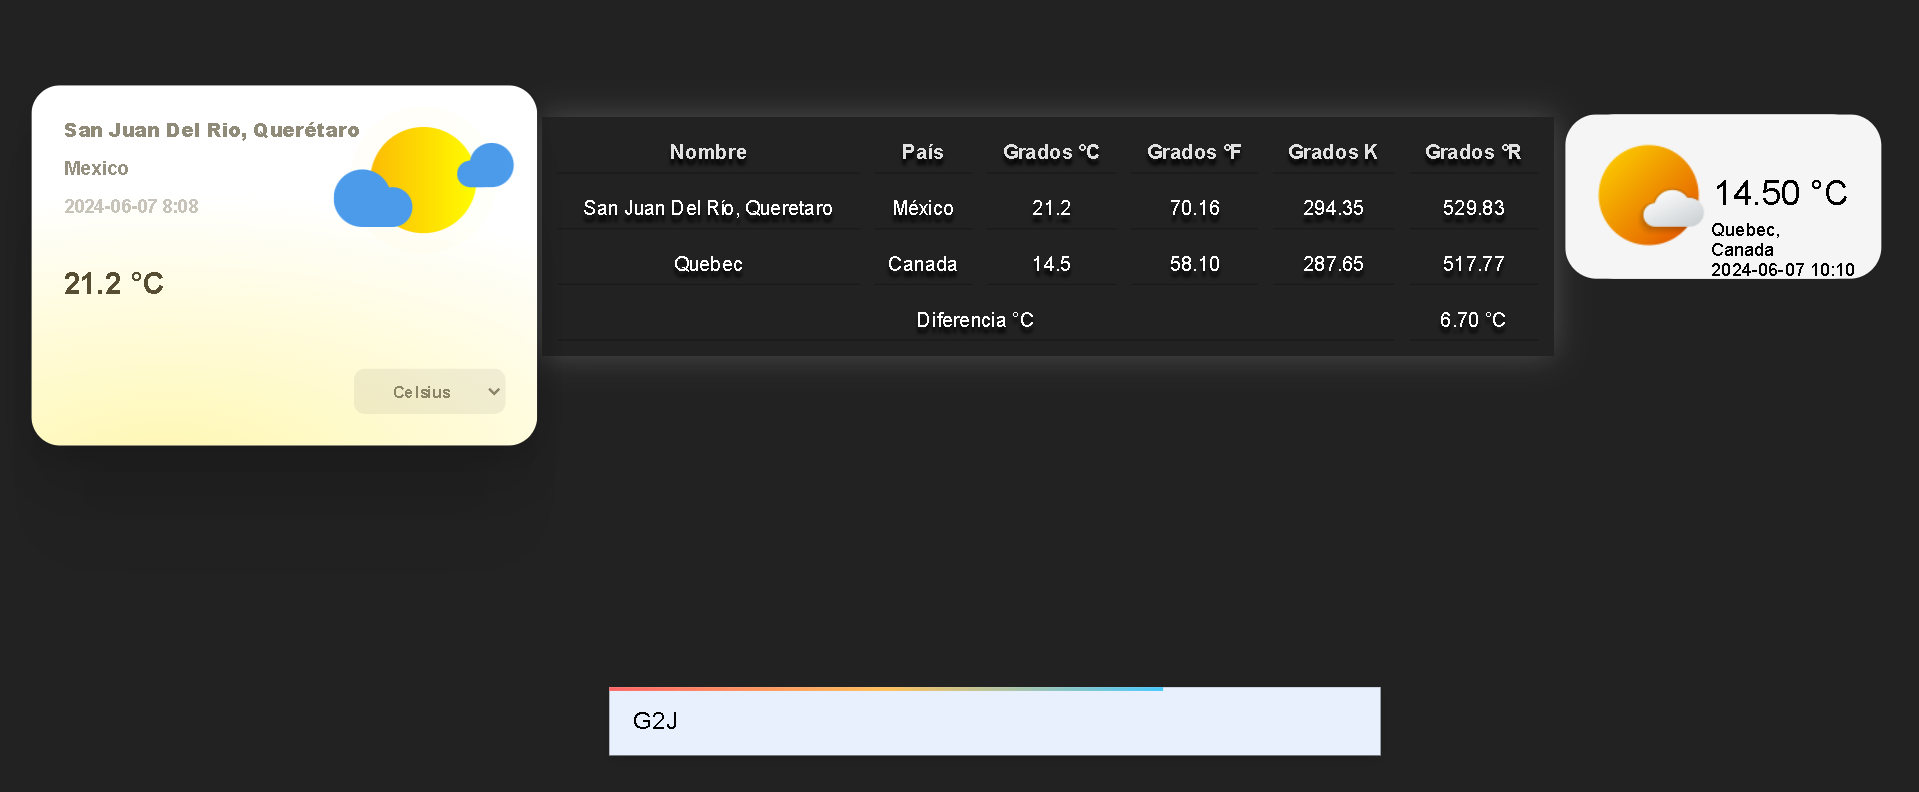 San Juan Del Rio, Querétaro
Mexico
2024-06-07 8:08
21.2 °C
Celsius
Nombre País Grados °C Grados °F Grados K Grados °R
San Juan Del Río, Queretaro México 21.2 70.16 294.35 529.83
Quebec Canada 14.5 58.10 287.65 517.77
Diferencia °C 6.70 °C
14.50 °C
Quebec,
Canada
2024-06-07 10:10
G2J